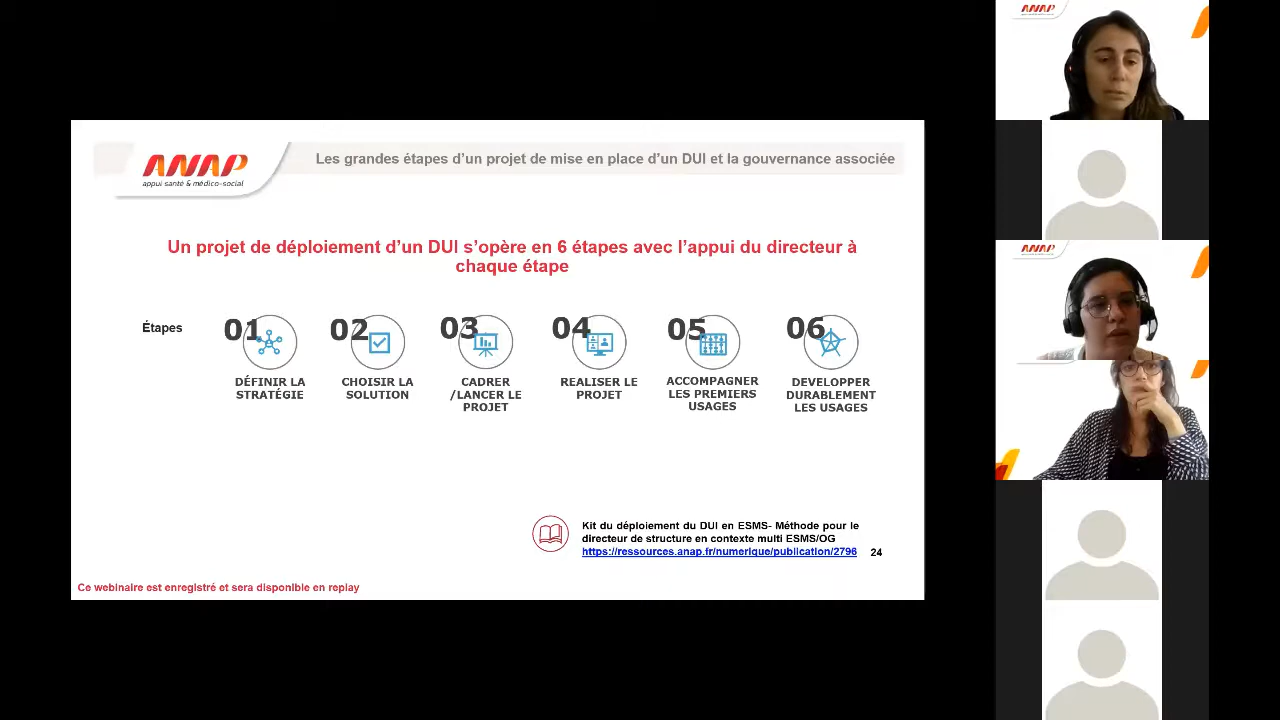 ANAP
appui santé & médico-social
Les grandes étapes d’un projet de mise en place d’un DUI et la gouvernance associée
Un projet de déploiement d’un DUI s’opère en 6 étapes avec l’appui du directeur à
chaque étape
Étapes
01 02 03 04 05 06
DÉFINIR LA
STRATÉGIE
CHOISIR LA
SOLUTION
CADRER
/LANCER LE
PROJET
REALISER LE
PROJET
ACCOMPAGNER
LES PREMIERS
USAGES
DEVELOPPER
DURABLEMENT
LES USAGES
Kit du déploiement du DUI en ESMS- Méthode pour le
directeur de structure en contexte multi ESMS/OG
https://ressources.anap.fr/numerique/publication/2796
24
Ce webinaire est enregistré et sera disponible en replay
ANAP
ANAP